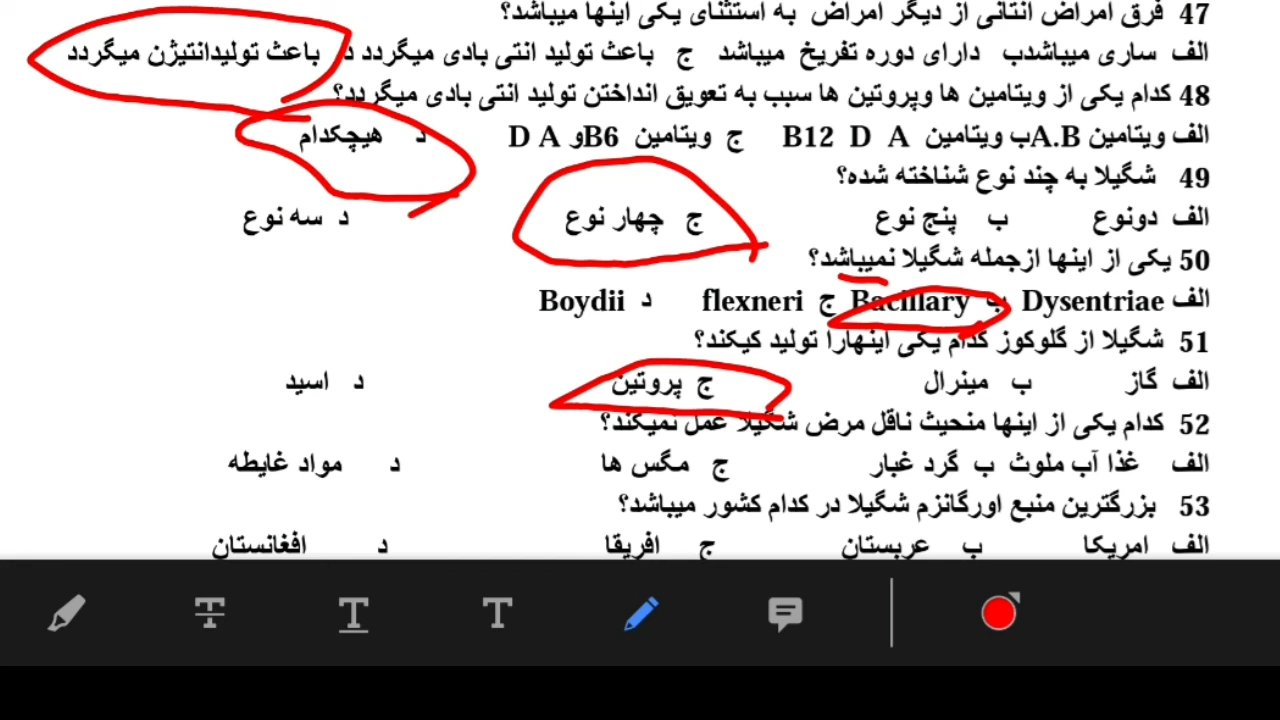 47 فرق امراض انتانی از دیگر امراض به استثنای یکی اینها میباشد؟
الف ساری میباشدب دارای دوره تفریخ میباشد ج باعث تولید انتی بادی میگردد د باعث تولیدانتیژن میگردد
48 کدام یکی از ویتامین ها وپروتین ها سبب به تعویق انداختن تولید انتی بادی میگردد؟
الف ویتامین A.Bب ویتامین B12 D A ج ویتامین B6و D A د هیچکدام
49 شگیلا به چند نوع شناخته شده؟
الف دونوع ب پنج نوع ج چهار نوع د سه نوع
50 یکی از اینها ازجمله شگیلا نمیباشد؟
الف Dysentriae ب Bacillary ج flexneri د Boydii
51 شگیلا از گلوکوز کدام یکی اینهارا تولید کیکند؟
الف گاز ب مینرال ج پروتین د اسید
52 کدام یکی از اینها منحیث ناقل مرض شگیلا عمل نمیکند؟
الف غذا آب ملوث ب گرد غبار ج مگس ها د مواد غایطه
53 بزرگترین منبع اورگانزم شگیلا در کدام کشور میباشد؟
الف امریکا ب عربستان ج افریقا د افغانستان